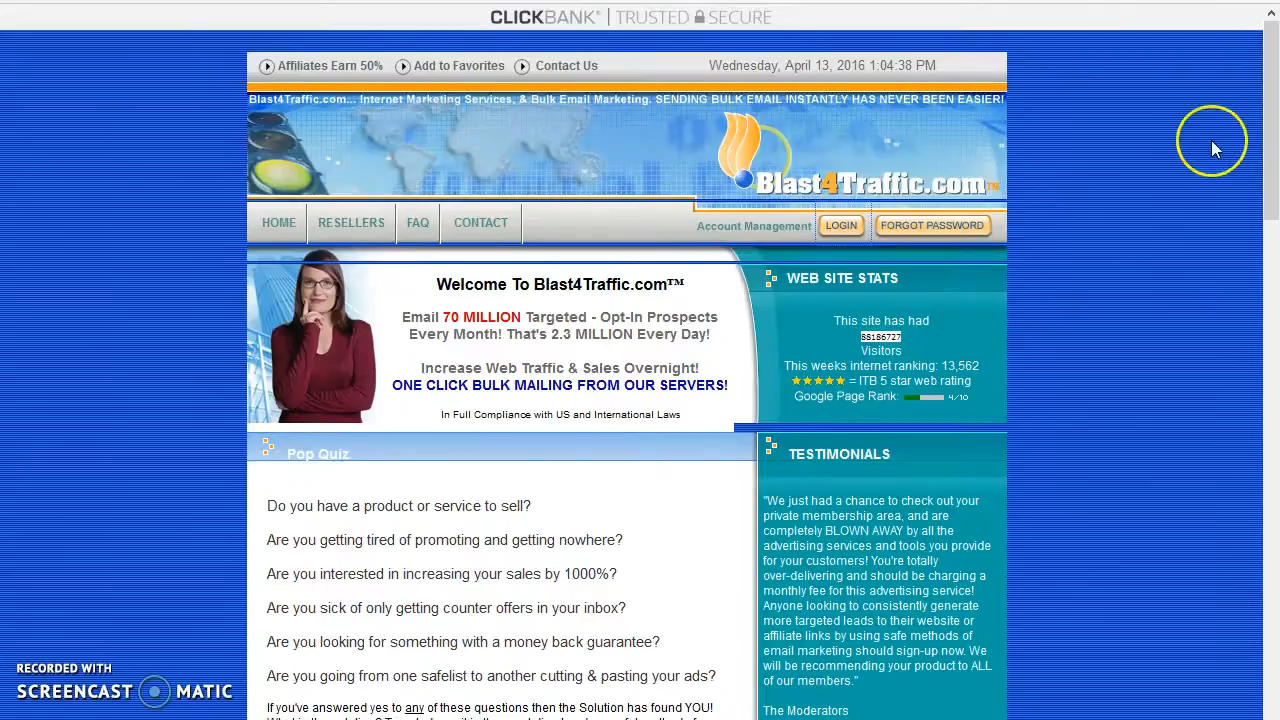 CLICKBANK® | TRUSTED SECURE
Affiliates Earn 50% Add to Favorites Contact Us Wednesday, April 13, 2016 1:04:38 PM
Blast4Traffic.com... Internet Marketing Services, & Bulk Email Marketing. SENDING BULK EMAIL INSTANTLY HAS NEVER BEEN EASIER!
Blast4Traffic.com™
HOME RESELLERS FAQ CONTACT Account Management LOGIN FORGOT PASSWORD
Welcome To Blast4Traffic.com™
Email 70 MILLION Targeted - Opt-In Prospects
Every Month! That's 2.3 MILLION Every Day!
Increase Web Traffic & Sales Overnight!
ONE CLICK BULK MAILING FROM OUR SERVERS!
In Full Compliance with US and International Laws
WEB SITE STATS
This site has had
88186727
Visitors
This weeks internet ranking: 13,562
= ITB 5 star web rating
Google Page Rank: 4/10
Pop Quiz
Do you have a product or service to sell?
Are you getting tired of promoting and getting nowhere?
Are you interested in increasing your sales by 1000%?
Are you sick of only getting counter offers in your inbox?
Are you looking for something with a money back guarantee?
Are you going from one safelist to another cutting & pasting your ads?
If you've answered yes to any of these questions then the Solution has found YOU!
TESTIMONIALS
"We just had a chance to check out your
private membership area, and are
completely BLOWN AWAY by all the
advertising services and tools you provide
for your customers! You're totally
over-delivering and should be charging a
monthly fee for this advertising service!
Anyone looking to consistently generate
more targeted leads to their website or
affiliate links by using safe methods of
email marketing should sign-up now. We
will be recommending your product to ALL
of our members."
The Moderators
RECORDED WITH
SCREENCAST MATIC